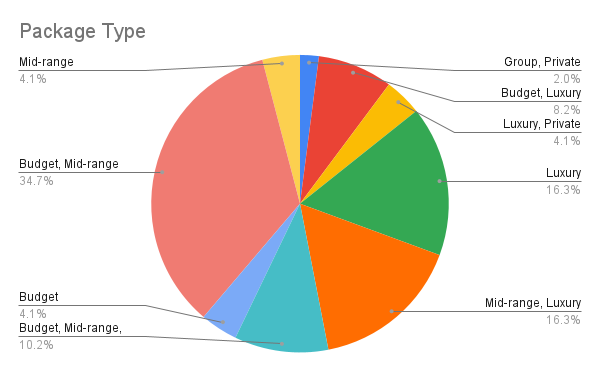 Package Type
Mid-range
4.1%
Group, Private
2.0%
Budget, Luxury
8.2%
Luxury, Private
4.1%
Budget, Mid-range
34.7%
Luxury
16.3%
Budget
4.1%
Mid-range, Luxury
16.3%
Budget, Mid-range,
10.2%